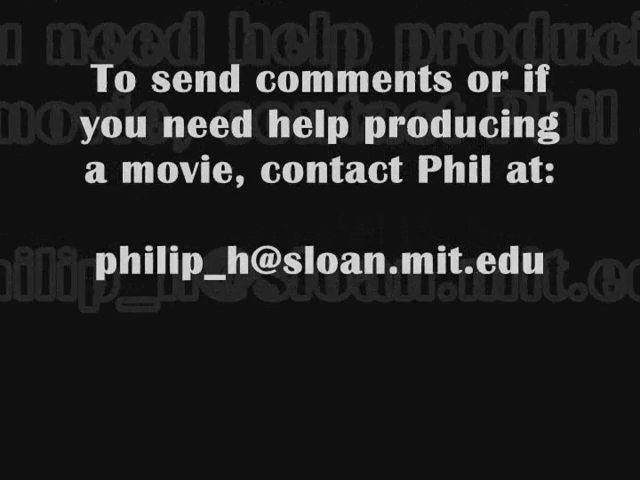 To send comments or if
you need help producing
a movie, contact Phil at:
philip_h@sloan.mit.edu